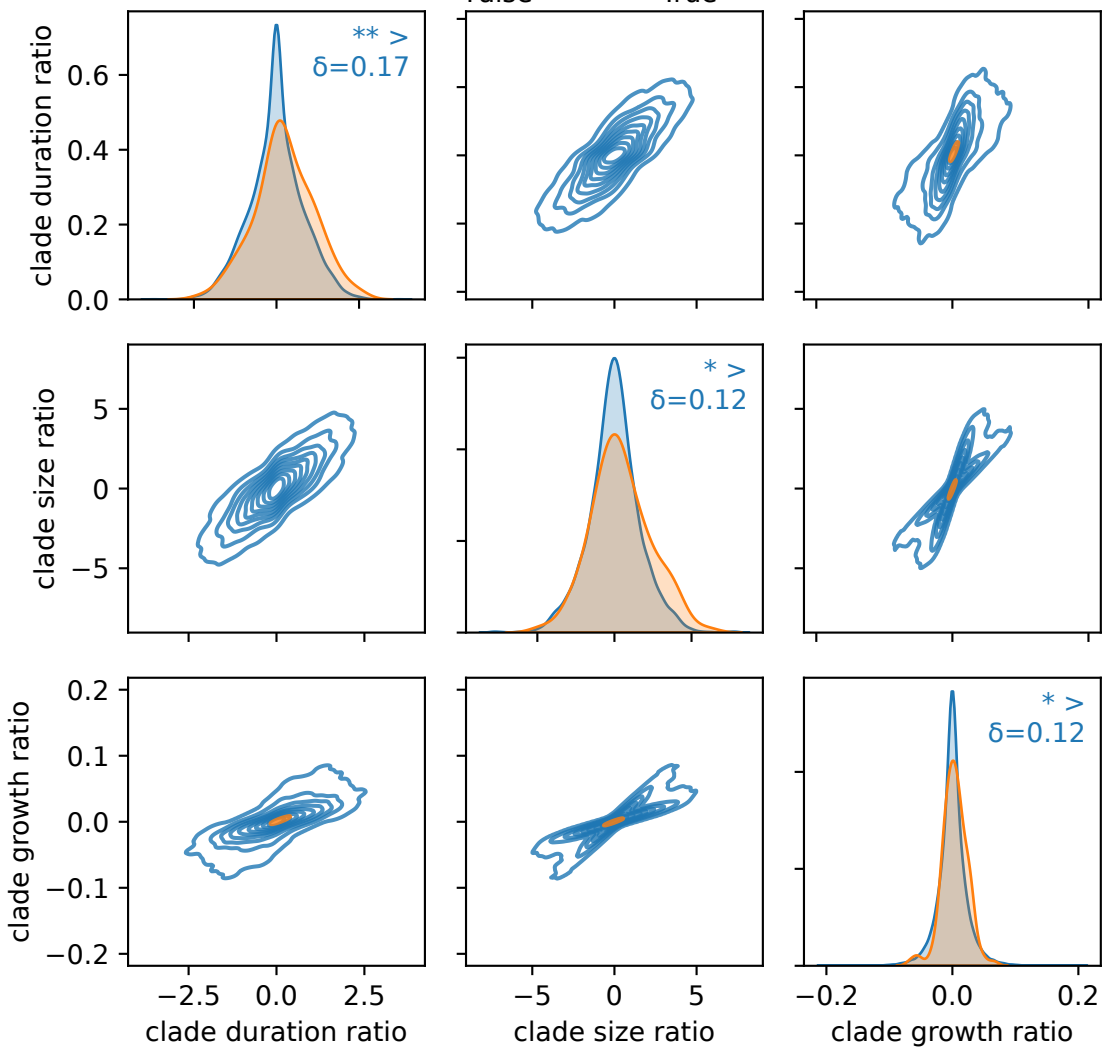 False True
** >
δ=0.17
clade duration ratio
0.6
0.4
0.2
0.0
* >
δ=0.12
clade size ratio
5
0
−5
* >
δ=0.12
clade growth ratio
0.2
0.1
0.0
−0.1
−0.2
−2.5 0.0 2.5
−5 0 5
−0.2 0.0 0.2
clade duration ratio
clade size ratio
clade growth ratio